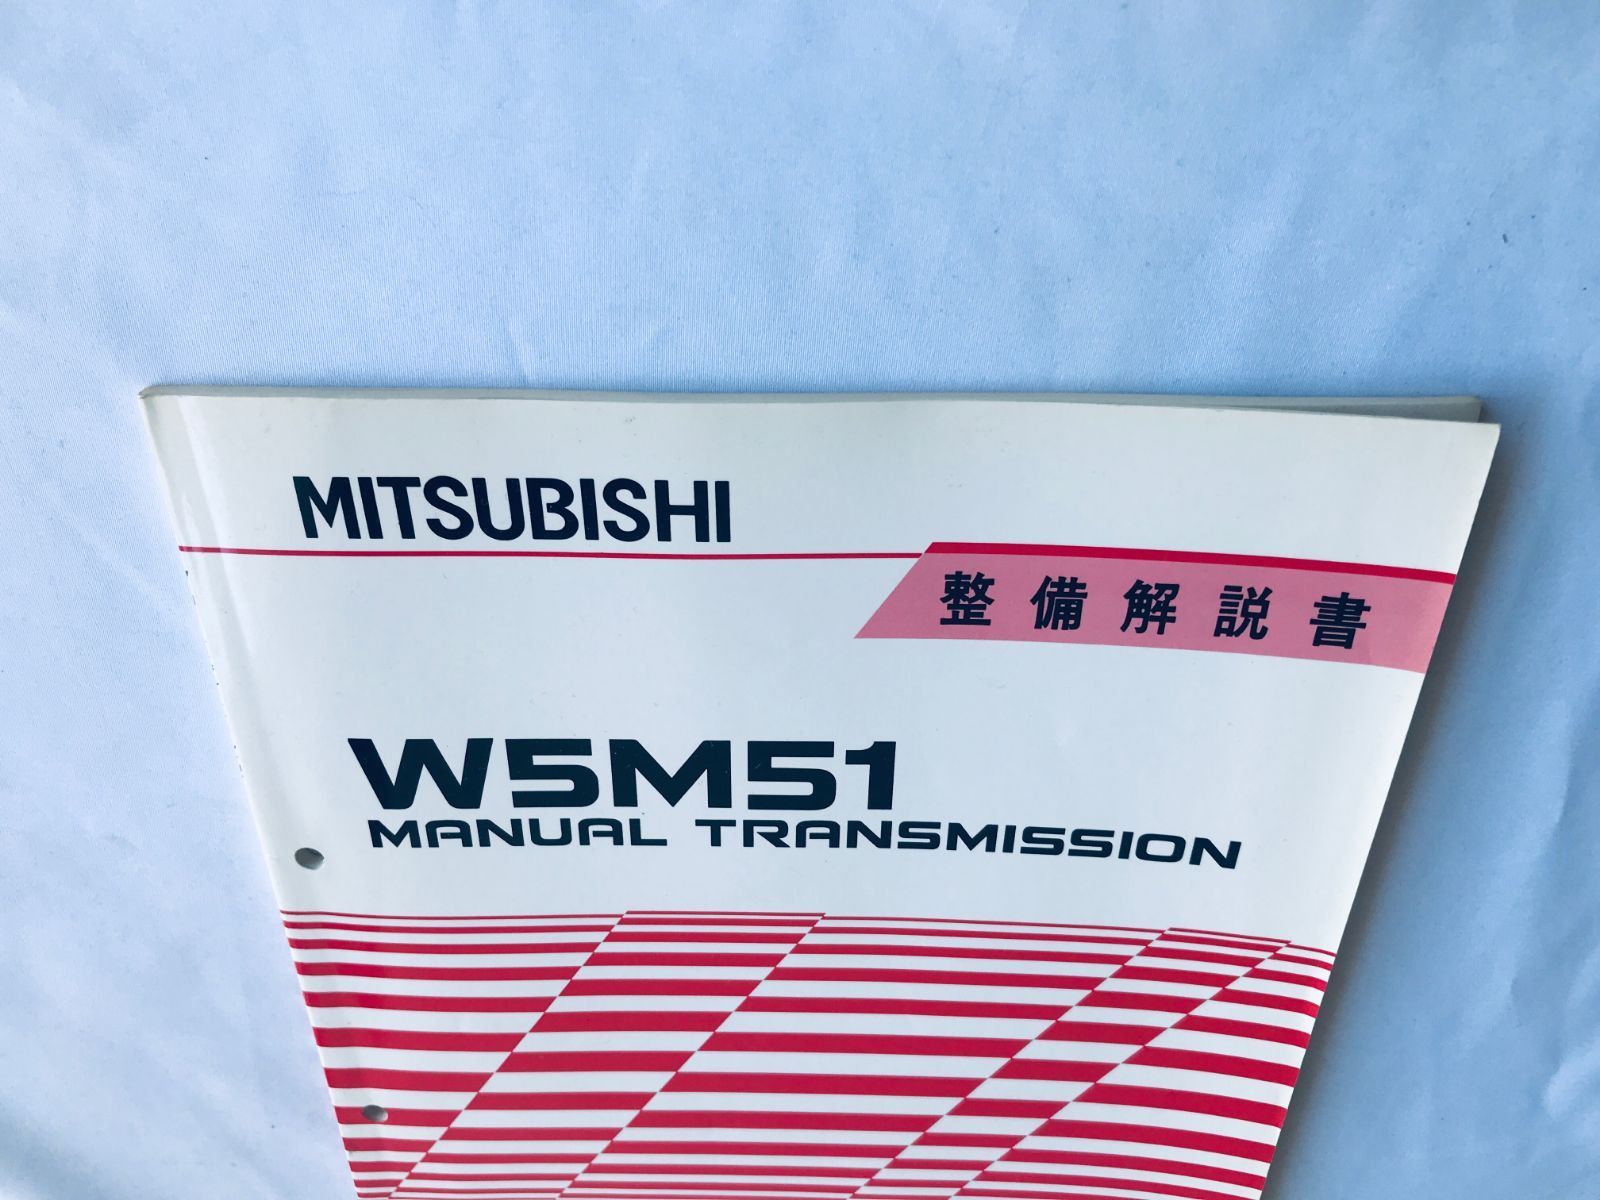 MITSUBISHI
整備解説書
W5M51
MANUAL TRANSMISSION